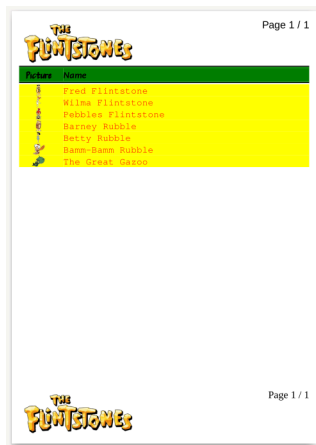 Page 1 / 1
THE
FLINTSTONES
Picture Name
Fred Flintstone
Wilma Flintstone
Pebbles Flintstone
Barney Rubble
Betty Rubble
Bamm-Bamm Rubble
The Great Gazoo
Page 1 / 1
THE
FLINTSTONES